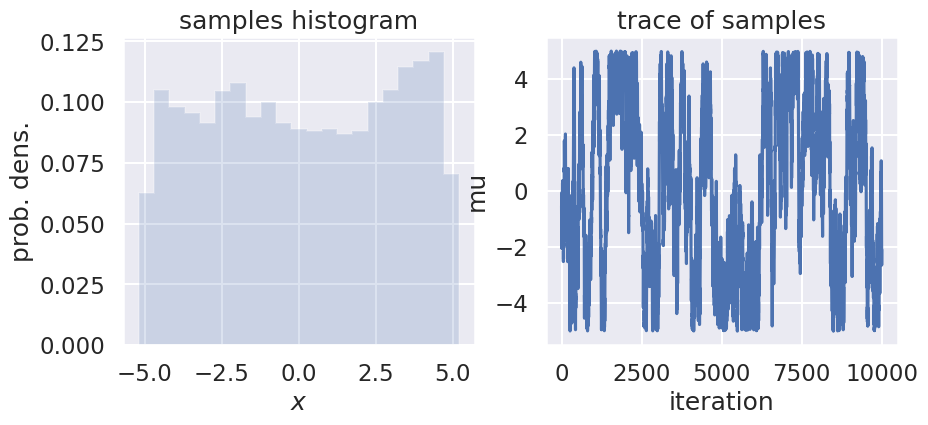 samples histogram
prob. dens.
0.125
0.100
0.075
0.050
0.025
0.000
−5.0 −2.5 0.0 2.5 5.0
x
trace of samples
mu
4
2
0
−2
−4
0 2500 5000 7500 10000
iteration